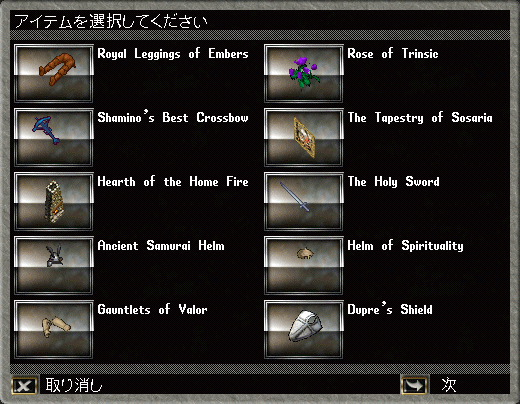 アイテムを選択してください
Royal Leggings of Embers
Rose of Trinsic
Shamino's Best Crossbow
The Tapestry of Sosaria
Hearth of the Home Fire
The Holy Sword
Ancient Samurai Helm
Helm of Spirituality
Gauntlets of Valor
Dupre's Shield
取り消し
次